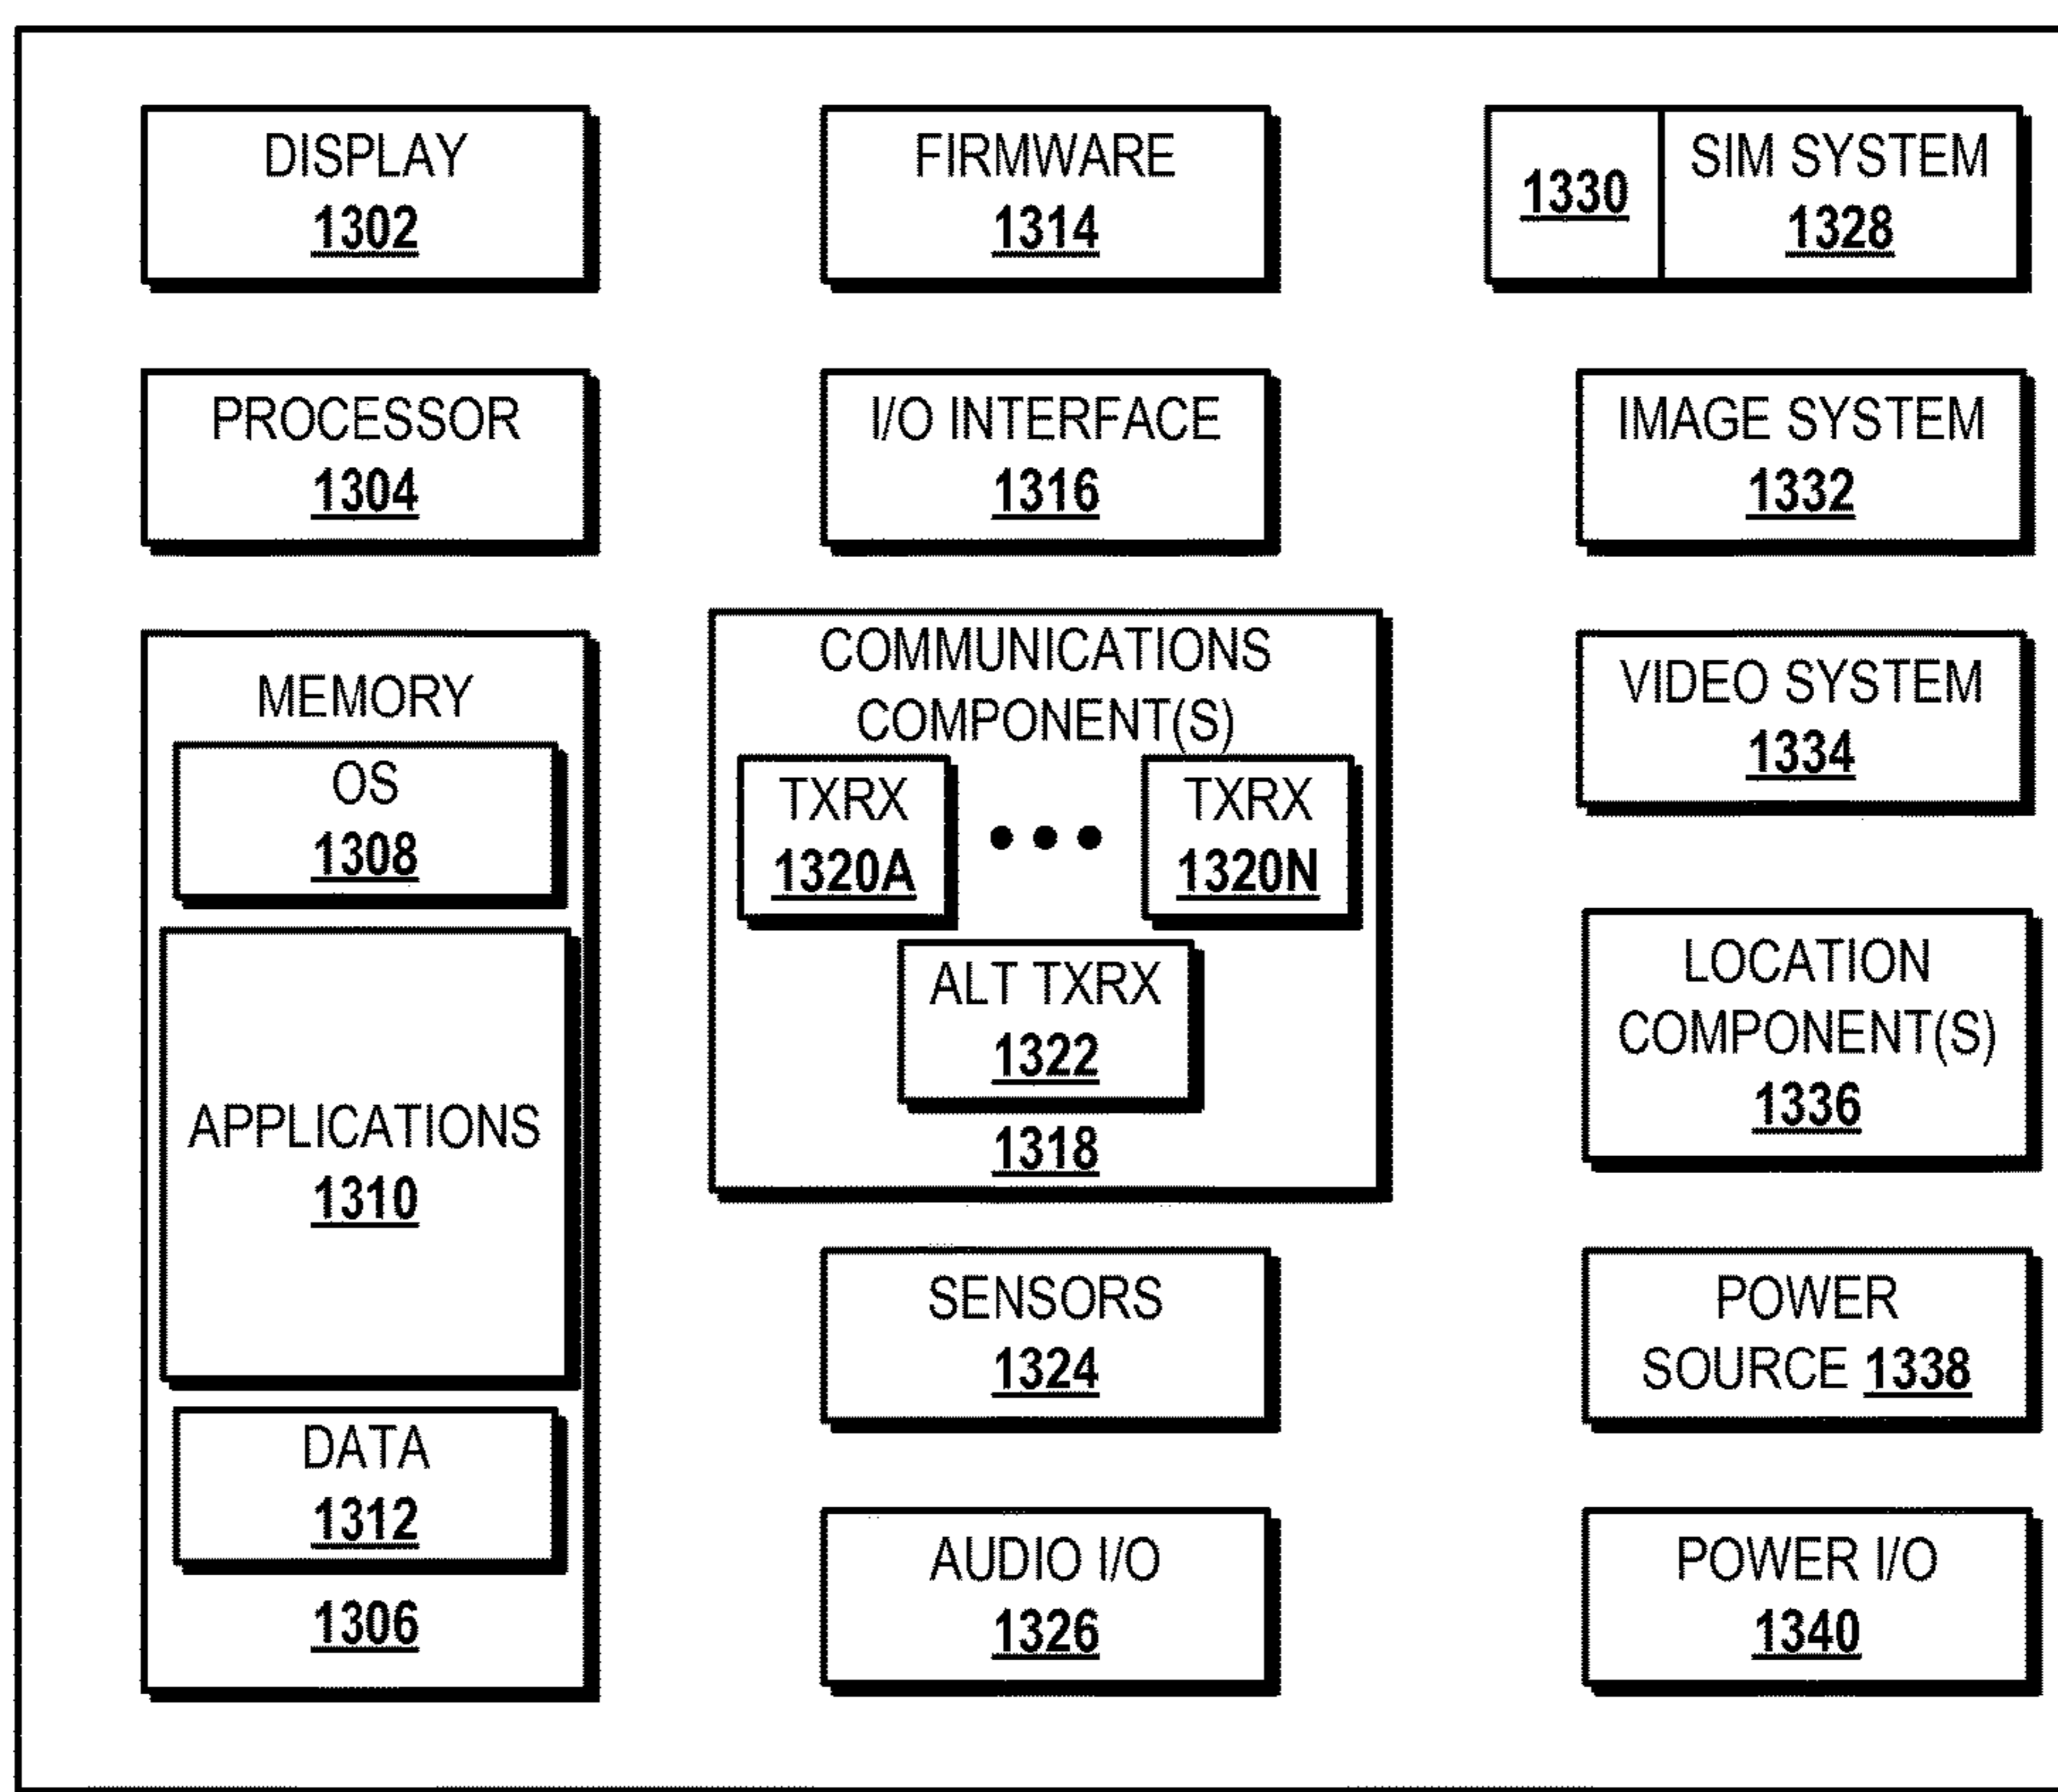 DISPLAY
1302
PROCESSOR
1304
MEMORY
OS
1308
APPLICATIONS
1310
DATA
1312
1306
FIRMWARE
1314
I/O INTERFACE
1316
COMMUNICATIONS
COMPONENT(S)
TXRX
1320A
TXRX
1320N
ALT TXRX
1322
1318
SENSORS
1324
AUDIO I/O
1326
1330
SIM SYSTEM
1328
IMAGE SYSTEM
1332
VIDEO SYSTEM
1334
LOCATION
COMPONENT(S)
1336
POWER
SOURCE 1338
POWER I/O
1340